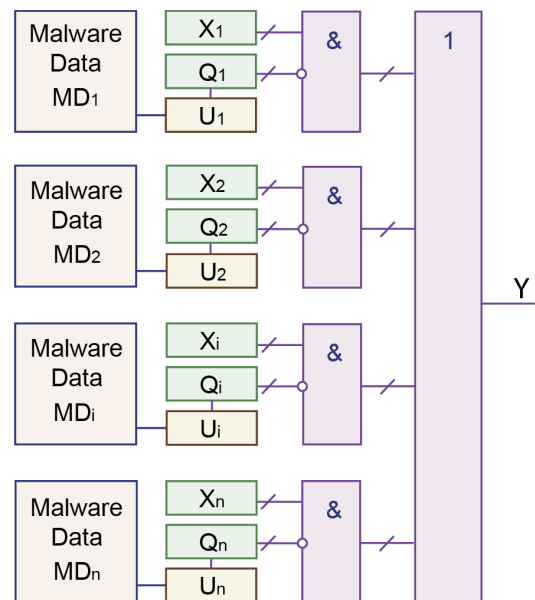 Malware
Data
MD1
X1
Q1
U1
&
1
Malware
Data
MD2
X2
Q2
U2
&
Y
Malware
Data
MDi
Xi
Qi
Ui
&
Malware
Data
MDn
Xn
Qn
Un
&